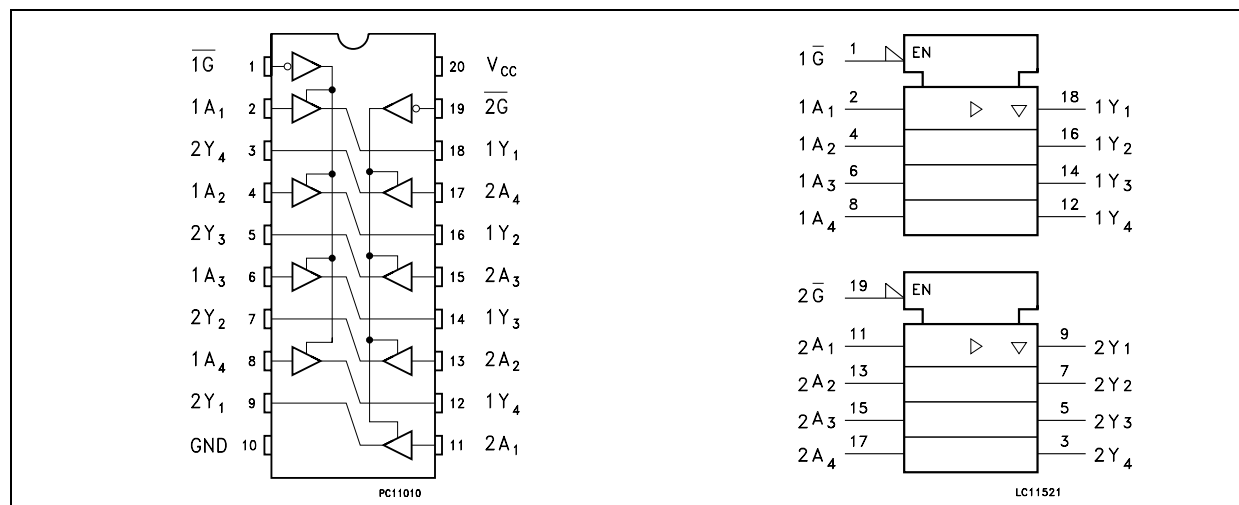 1G̅ 1 20 VCC
1A1 2 19 2G̅
2Y4 3 18 1Y1
1A2 4 17 2A4
2Y3 5 16 1Y2
1A3 6 15 2A3
2Y2 7 14 1Y3
1A4 8 13 2A2
2Y1 9 12 1Y4
GND 10 11 2A1
PC11010
1G̅ 1 EN
1A1 2 18 1Y1
1A2 4 16 1Y2
1A3 6 14 1Y3
1A4 8 12 1Y4
2G̅ 19 EN
2A1 11 9 2Y1
2A2 13 7 2Y2
2A3 15 5 2Y3
2A4 17 3 2Y4
LC11521